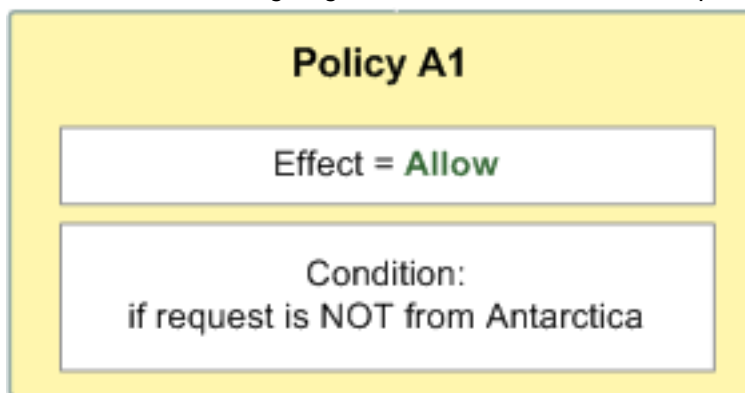 Policy A1
Effect = Allow
Condition:
if request is NOT from Antarctica